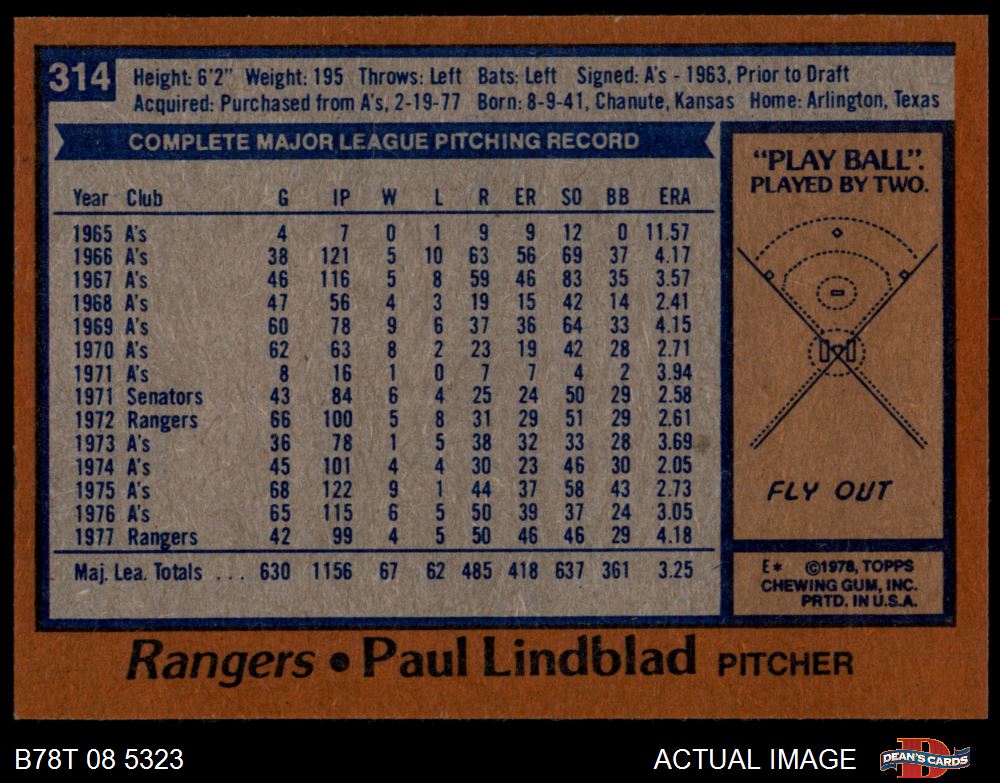 314
Height: 6'2" Weight: 195 Throws: Left Bats: Left Signed: A's - 1963, Prior to Draft
Acquired: Purchased from A's, 2-19-77 Born: 8-9-41, Chanute, Kansas Home: Arlington, Texas
COMPLETE MAJOR LEAGUE PITCHING RECORD
Year Club G IP W L R ER SO BB ERA
1965 A's 4 7 0 1 9 9 12 0 11.57
1966 A's 38 121 5 10 63 56 69 37 4.17
1967 A's 46 116 5 8 59 46 83 35 3.57
1968 A's 47 56 4 3 19 15 42 14 2.41
1969 A's 60 78 9 6 37 36 64 33 4.15
1970 A's 62 63 8 2 23 19 42 28 2.71
1971 A's 8 16 1 0 7 7 4 2 3.94
1971 Senators 43 84 6 4 25 24 50 29 2.58
1972 Rangers 66 100 5 8 31 29 51 29 2.61
1973 A's 36 78 1 5 38 32 33 28 3.69
1974 A's 45 101 4 4 30 23 46 30 2.05
1975 A's 68 122 9 1 44 37 58 43 2.73
1976 A's 65 115 6 5 50 39 37 24 3.05
1977 Rangers 42 99 4 5 50 46 46 29 4.18
Maj. Lea. Totals ... 630 1156 67 62 485 418 637 361 3.25
"PLAY BALL".
PLAYED BY TWO.
FLY OUT
E* ©1978, TOPPS
CHEWING GUM, INC.
PRTD. IN U.S.A.
Rangers • Paul Lindblad PITCHER
B78T 08 5323 ACTUAL IMAGE
DEAN'S CARDS